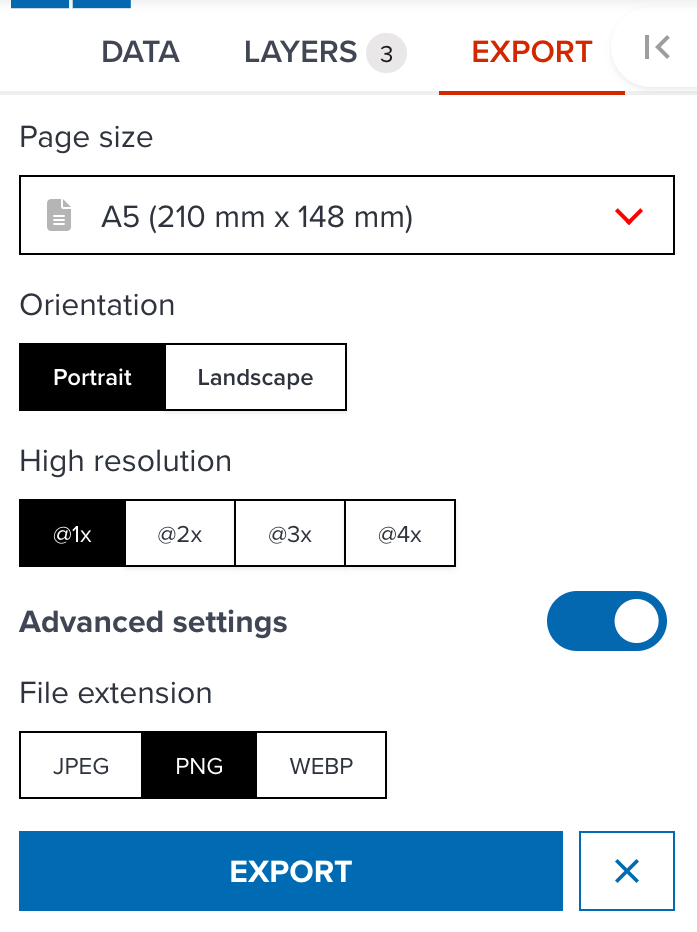 DATA LAYERS 3 EXPORT
Page size
A5 (210 mm x 148 mm)
Orientation
Portrait Landscape
High resolution
@1x @2x @3x @4x
Advanced settings
File extension
JPEG PNG WEBP
EXPORT